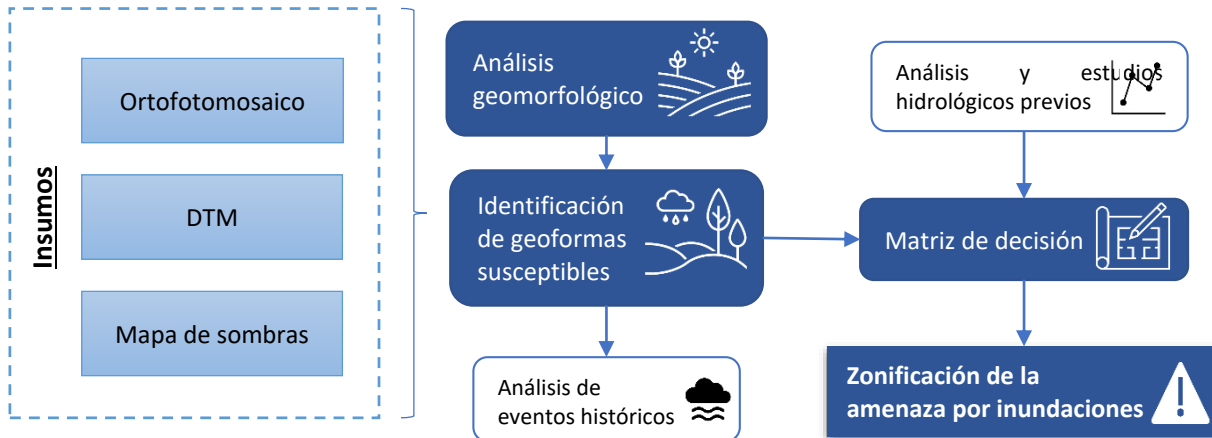 Insumos
Ortofotomosaico
DTM
Mapa de sombras
Análisis
geomorfológico
Identificación
de geoformas
susceptibles
Análisis de
eventos históricos
Análisis y estudios
hidrológicos previos
Matriz de decisión
Zonificación de la
amenaza por inundaciones